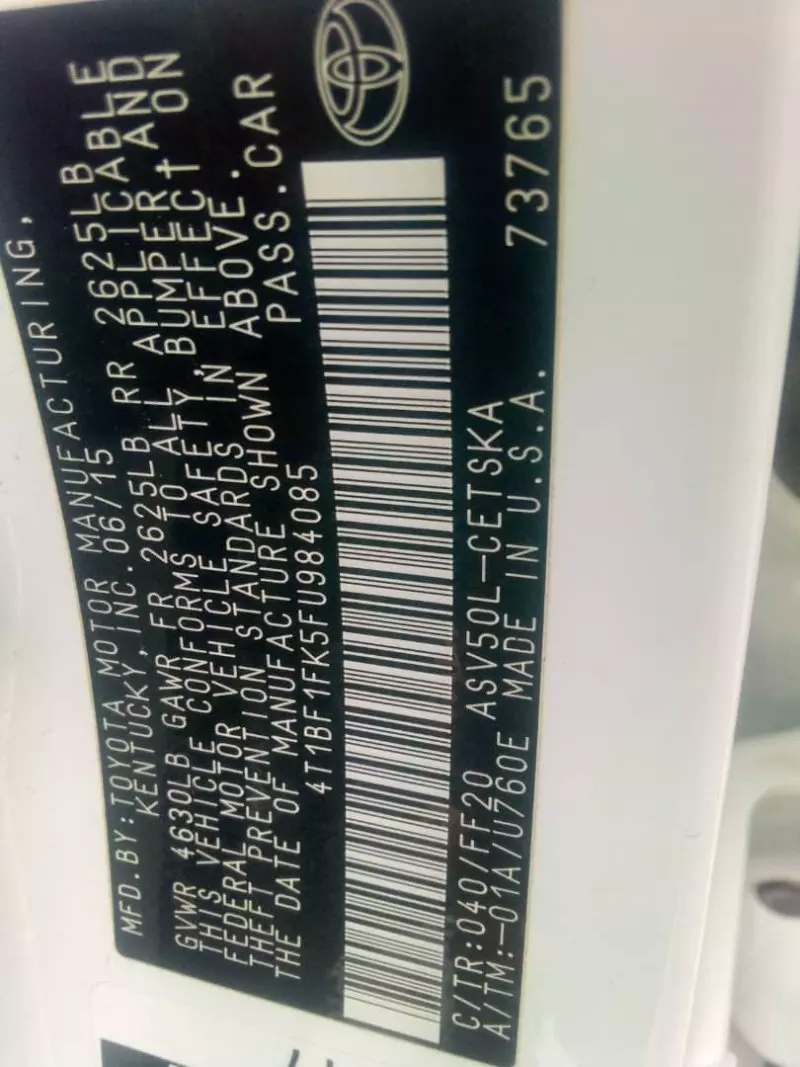 MFD.BY:TOYOTA MOTOR MANUFACTURING,
KENTUCKY, INC. 06/15
GVWR 4630LB GAWR FR 2625LB RR 2625LB
THIS VEHICLE CONFORMS TO ALL APPLICABLE
FEDERAL MOTOR VEHICLE SAFETY, BUMPER, AND
THEFT PREVENTION STANDARDS IN EFFECT ON
THE DATE OF MANUFACTURE SHOWN ABOVE.
4T1BF1FK5FU984085 PASS.CAR
C/TR:040/FF20 ASV50L-CETSKA 73765
A/TM:-01A/U760E MADE IN U.S.A.